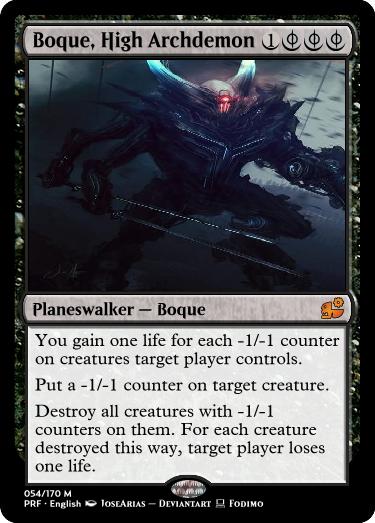 Boque, High Archdemon 1
Planeswalker — Boque
You gain one life for each -1/-1 counter
on creatures target player controls.
Put a -1/-1 counter on target creature.
Destroy all creatures with -1/-1
counters on them. For each creature
destroyed this way, target player loses
one life.
054/170 M
PRF • English JoseArias — Deviantart Fodimo